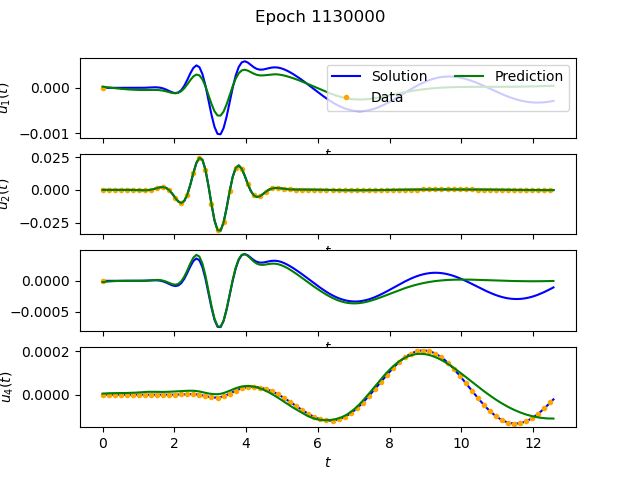 Epoch 1130000
0.000
−0.001
u₁(t)
Solution
Data
Prediction
0.025
0.000
−0.025
u₂(t)
0.0000
−0.0005
0.0002
0.0000
u₄(t)
0 2 4 6 8 10 12
t